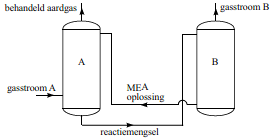 behandeld aardgas
gasstroom B
A
B
gasstroom A
MEA
oplossing
reactiemengsel